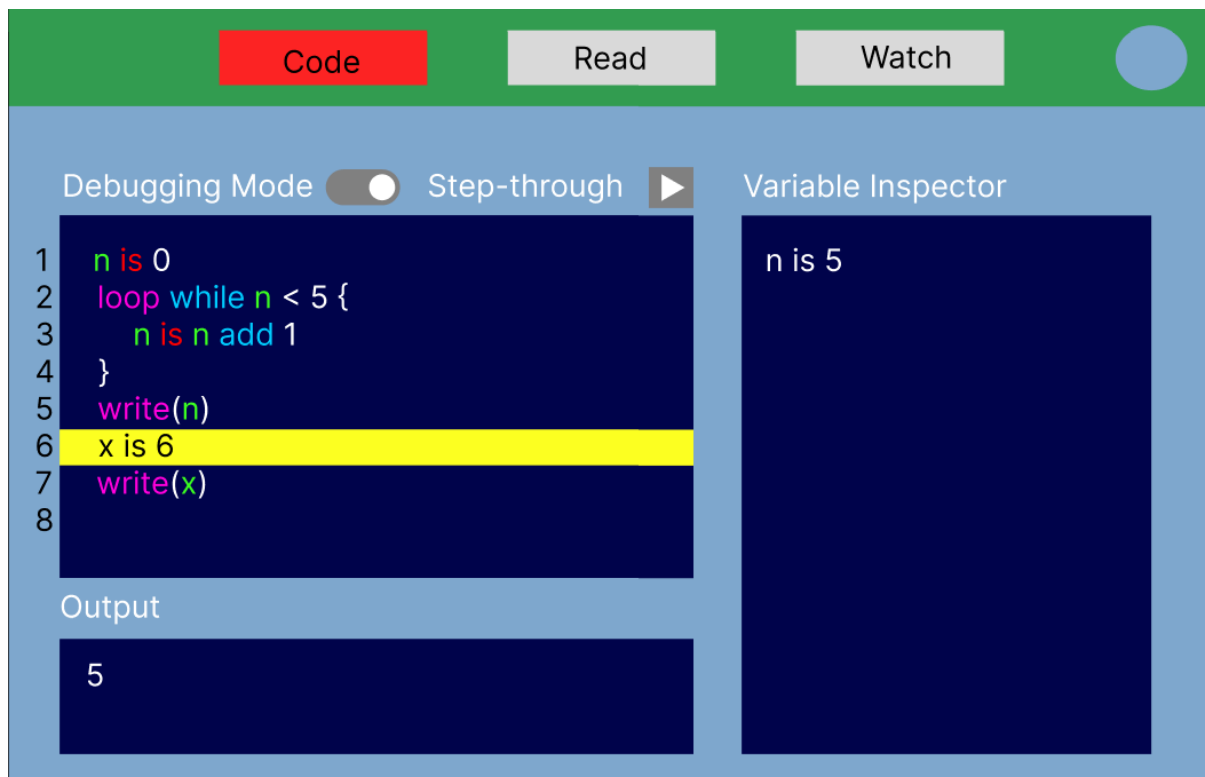 Code Read Watch
Debugging Mode Step-through Variable Inspector
1 n is 0
2 loop while n < 5 {
3 n is n add 1
4 }
5 write(n)
6 x is 6
7 write(x)
8
n is 5
Output
5